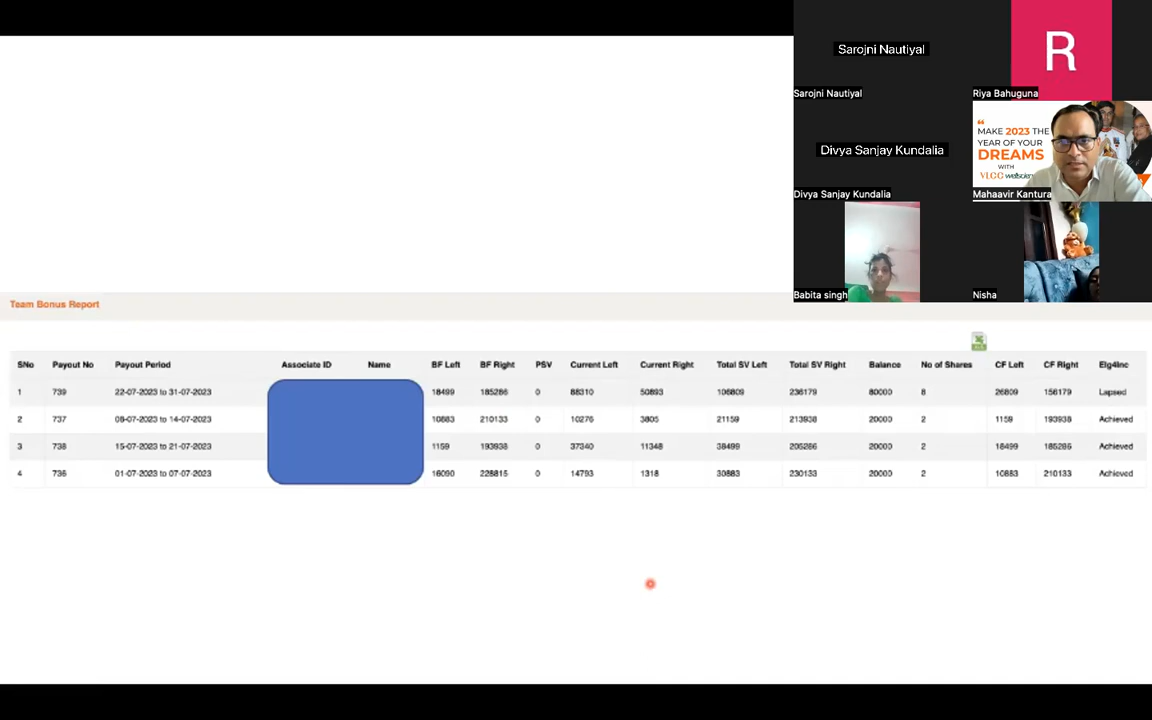 Sarojni Nautiyal
Sarojni Nautiyal
R
Riya Bahuguna
Divya Sanjay Kundalia
Divya Sanjay Kundalia
MAKE 2023 THE
YEAR OF YOUR
DREAMS
WITH
VLCC wellscience
Mahaavir Kantura
Babita singh
Nisha
Team Bonus Report
SNo Payout No Payout Period Associate ID Name BF Left BF Right PSV Current Left Current Right Total SV Left Total SV Right Balance No of Shares CF Left CF Right Elg4Inc
1 739 22-07-2023 to 31-07-2023 18499 185286 0 88310 50893 106809 236179 80000 8 26809 156179 Lapsed
2 737 08-07-2023 to 14-07-2023 10883 210133 0 10276 3805 21159 213938 20000 2 1159 193938 Achieved
3 738 15-07-2023 to 21-07-2023 1159 193938 0 37340 11348 38499 205286 20000 2 18499 185286 Achieved
4 736 01-07-2023 to 07-07-2023 16090 228815 0 14793 1318 30883 230133 20000 2 10883 210133 Achieved